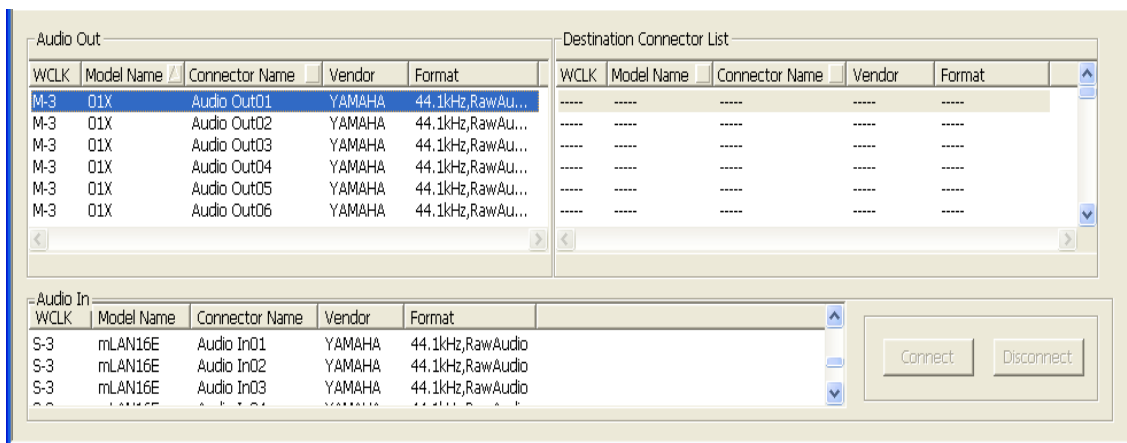 Audio Out
WCLK Model Name Connector Name Vendor Format
M-3 01X Audio Out01 YAMAHA 44.1kHz,RawAu...
M-3 01X Audio Out02 YAMAHA 44.1kHz,RawAu...
M-3 01X Audio Out03 YAMAHA 44.1kHz,RawAu...
M-3 01X Audio Out04 YAMAHA 44.1kHz,RawAu...
M-3 01X Audio Out05 YAMAHA 44.1kHz,RawAu...
M-3 01X Audio Out06 YAMAHA 44.1kHz,RawAu...
Destination Connector List
WCLK Model Name Connector Name Vendor Format
----- ----- ----- ----- -----
----- ----- ----- ----- -----
----- ----- ----- ----- -----
----- ----- ----- ----- -----
----- ----- ----- ----- -----
----- ----- ----- ----- -----
Audio In
WCLK Model Name Connector Name Vendor Format
S-3 mLAN16E Audio In01 YAMAHA 44.1kHz,RawAudio
S-3 mLAN16E Audio In02 YAMAHA 44.1kHz,RawAudio
S-3 mLAN16E Audio In03 YAMAHA 44.1kHz,RawAudio
Connect Disconnect